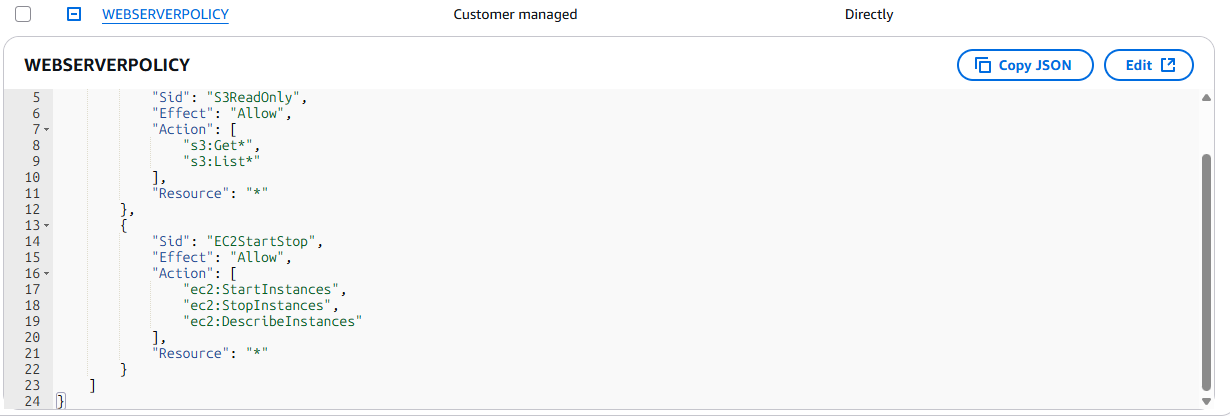 WEBSERVERPOLICY Customer managed Directly
WEBSERVERPOLICY Copy JSON Edit
5 "Sid": "S3ReadOnly",
6 "Effect": "Allow",
7 "Action": [
8 "s3:Get*",
9 "s3:List*"
10 ],
11 "Resource": "*"
12 },
13 {
14 "Sid": "EC2StartStop",
15 "Effect": "Allow",
16 "Action": [
17 "ec2:StartInstances",
18 "ec2:StopInstances",
19 "ec2:DescribeInstances"
20 ],
21 "Resource": "*"
22 }
23 ]
24 }